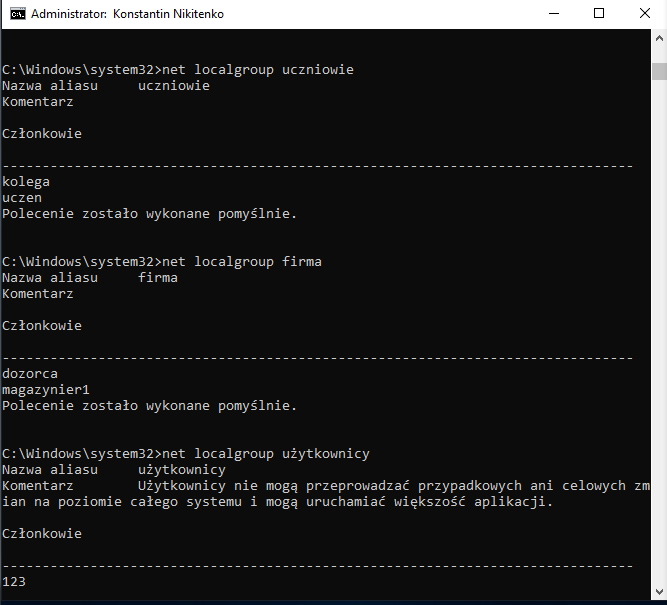 Administrator: Konstantin Nikitenko
C:\Windows\system32>net localgroup uczniowie
Nazwa aliasu     uczniowie
Komentarz
Członkowie
-------------------------------------------------------------------------------
kolega
uczen
Polecenie zostało wykonane pomyślnie.
C:\Windows\system32>net localgroup firma
Nazwa aliasu     firma
Komentarz
Członkowie
-------------------------------------------------------------------------------
dozorca
magazynier1
Polecenie zostało wykonane pomyślnie.
C:\Windows\system32>net localgroup użytkownicy
Nazwa aliasu     użytkownicy
Komentarz        Użytkownicy nie mogą przeprowadzać przypadkowych ani celowych zm
ian na poziomie całego systemu i mogą uruchamiać większość aplikacji.
Członkowie
-------------------------------------------------------------------------------
123